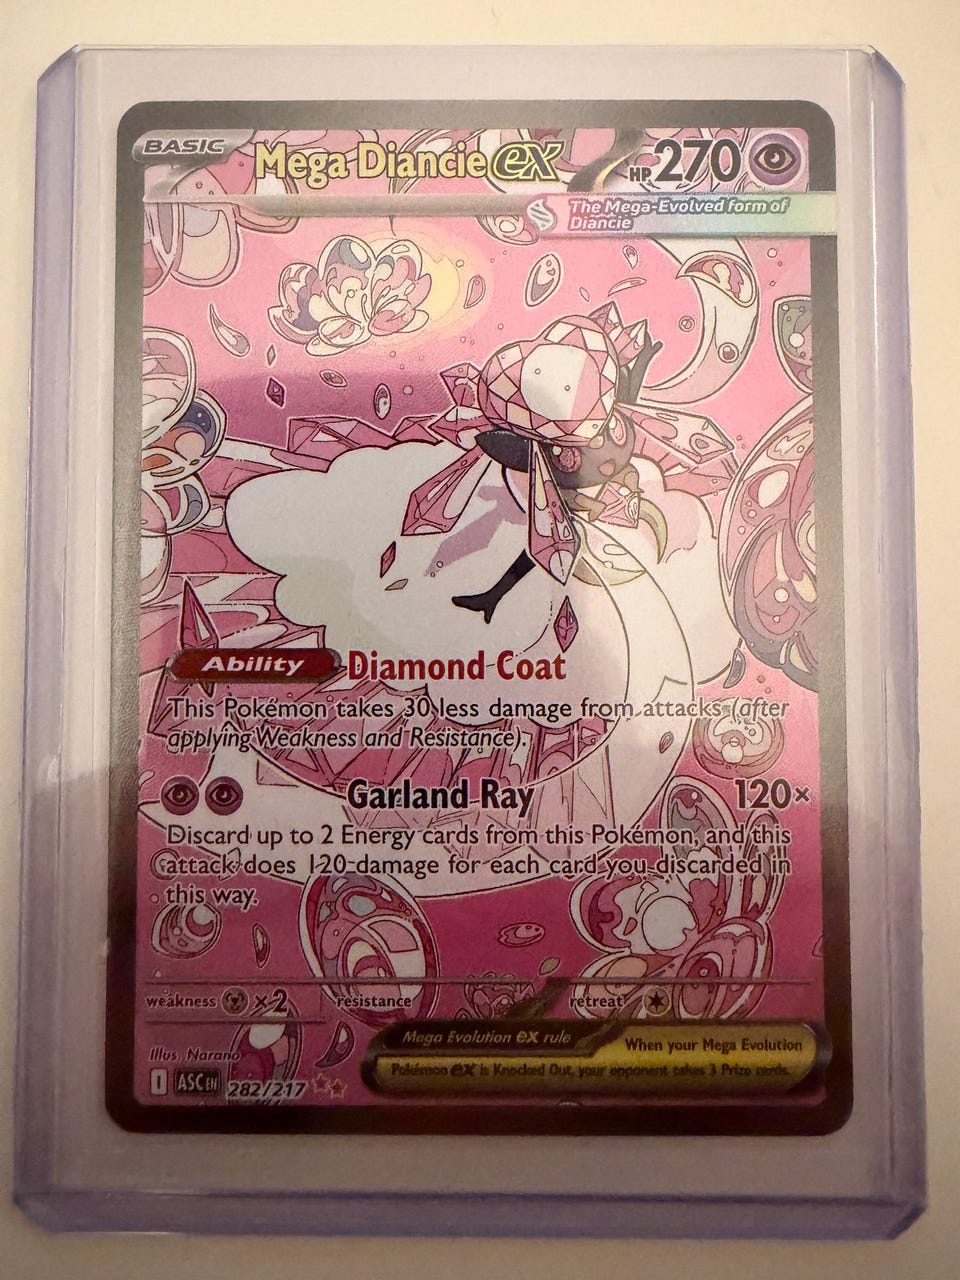 BASIC Mega Diancie ex HP 270
The Mega-Evolved form of
Diancie
Ability Diamond Coat
This Pokémon takes 30 less damage from attacks (after
applying Weakness and Resistance).
Garland Ray 120×
Discard up to 2 Energy cards from this Pokémon, and this
attack does 120 damage for each card you discarded in
this way.
weakness ×2 resistance retreat
Mega Evolution ex rule When your Mega Evolution
Pokémon ex is Knocked Out, your opponent takes 3 Prize cards.
Illus. Narano
I ASC EN 282/217